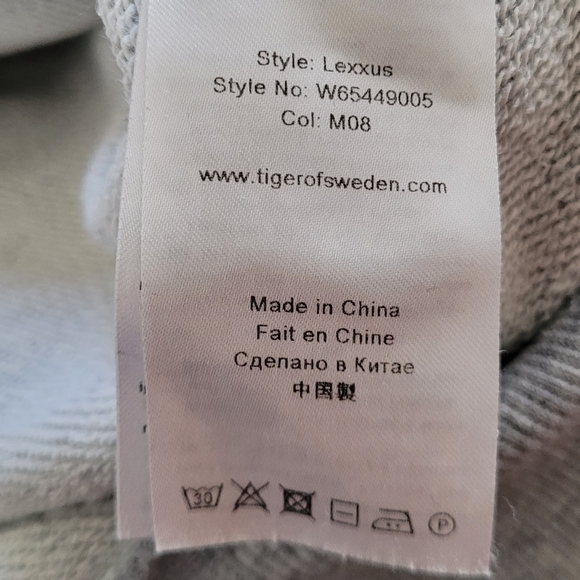 Style: Lexxus
Style No: W65449005
Col: M08
www.tigerofsweden.com
Made in China
Fait en Chine
Сделано в Китае
中国製
30
P